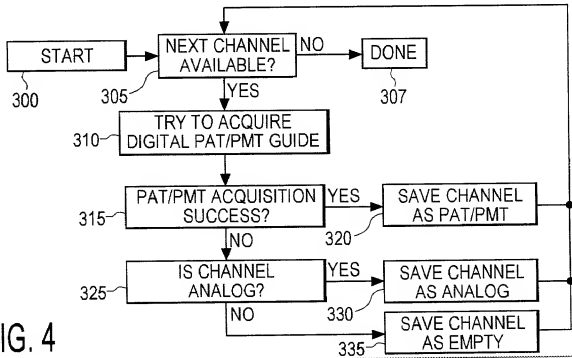 START
300
NEXT CHANNEL
AVAILABLE?
305
NO
DONE
307
YES
TRY TO ACQUIRE
DIGITAL PAT/PMT GUIDE
310
PAT/PMT ACQUISITION
SUCCESS?
315
YES
SAVE CHANNEL
AS PAT/PMT
320
NO
IS CHANNEL
ANALOG?
325
YES
SAVE CHANNEL
AS ANALOG
330
NO
SAVE CHANNEL
AS EMPTY
335
IG. 4